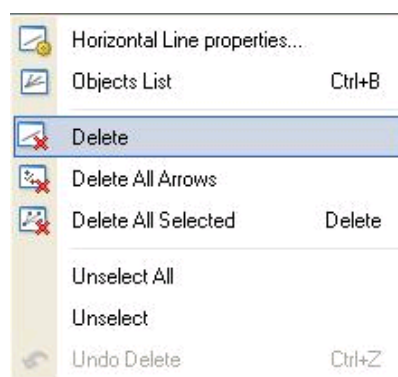 Horizontal Line properties...
Objects List Ctrl+B
Delete
Delete All Arrows
Delete All Selected Delete
Unselect All
Unselect
Undo Delete Ctrl+Z